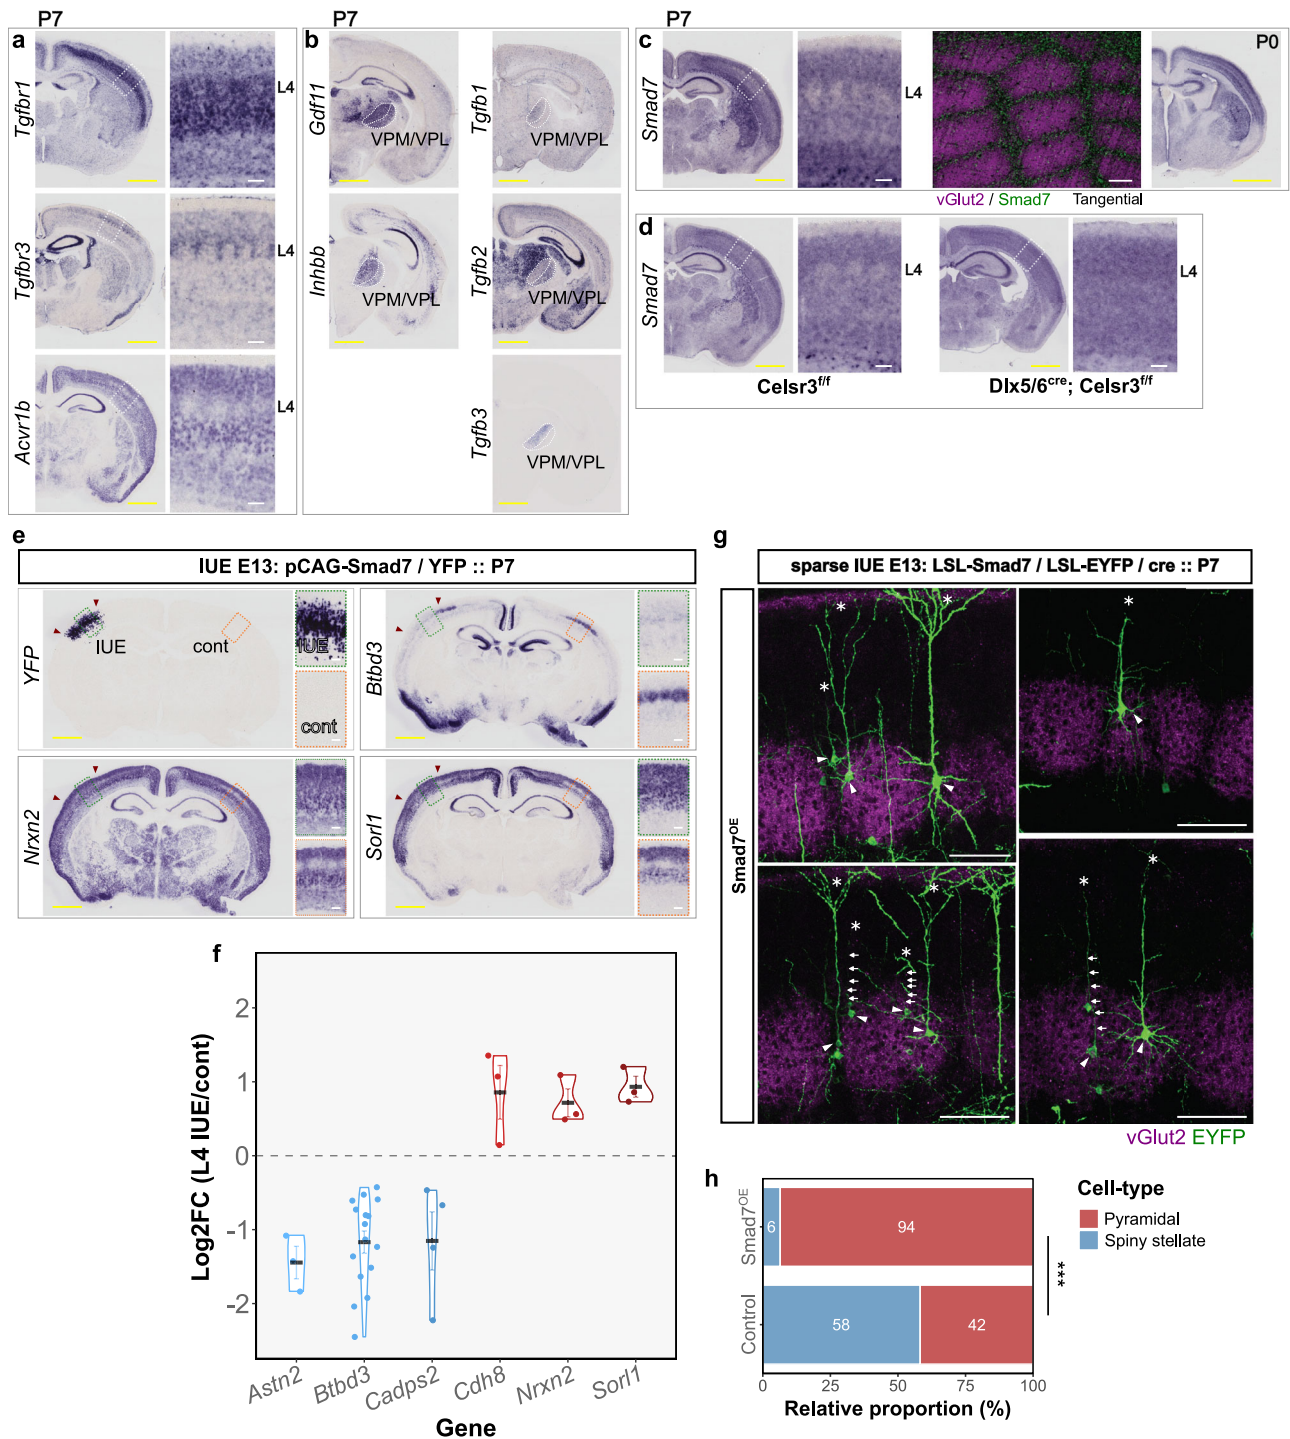 P7
a
Tgfbr1
L4
Tgfbr3
L4
Acvr1b
L4
P7
b
Gdf11
VPM/VPL
Tgfb1
VPM/VPL
Inhbb
VPM/VPL
Tgfb2
VPM/VPL
Tgfb3
VPM/VPL
P7
c
Smad7
L4
vGlut2 / Smad7 Tangential
P0
d
Smad7
L4
L4
Celsr3f/f
Dlx5/6cre; Celsr3f/f
e
IUE E13: pCAG-Smad7 / YFP :: P7
YFP
IUE
cont
IUE
cont
Btbd3
Nrxn2
Sorl1
f
Log2FC (L4 IUE/cont)
2
1
0
-1
-2
Astn2
Btbd3
Cadps2
Cdh8
Nrxn2
Sorl1
Gene
g
sparse IUE E13: LSL-Smad7 / LSL-EYFP / cre :: P7
Smad7OE
vGlut2 EYFP
h
Smad7OE
6
94
Control
58
42
0 25 50 75 100
Relative proportion (%)
***
Cell-type
Pyramidal
Spiny stellate